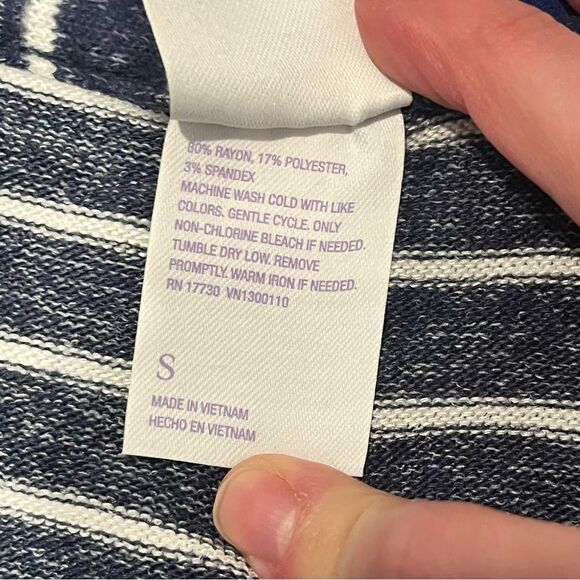 80% RAYON, 17% POLYESTER,
3% SPANDEX
MACHINE WASH COLD WITH LIKE
COLORS. GENTLE CYCLE. ONLY
NON-CHLORINE BLEACH IF NEEDED.
TUMBLE DRY LOW. REMOVE
PROMPTLY. WARM IRON IF NEEDED.
RN 17730 VN1300110
S
MADE IN VIETNAM
HECHO EN VIETNAM